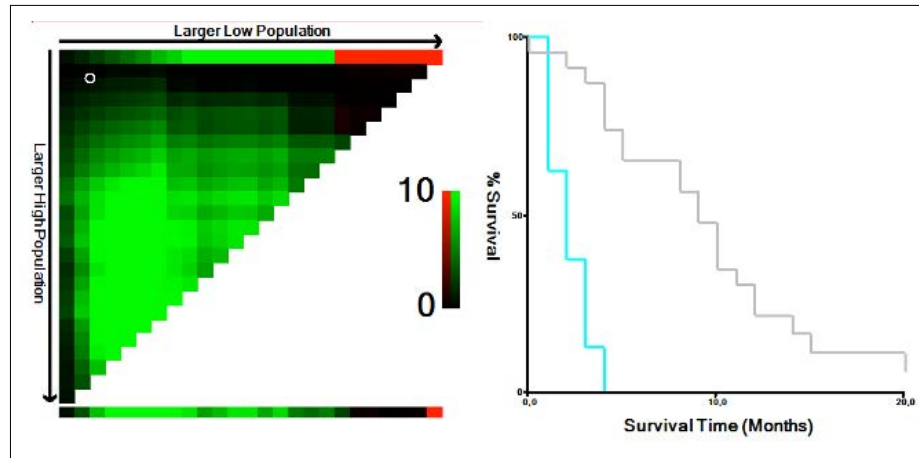 Larger Low Population
Larger High Population
10
0
100
50
0
% Survival
0,0
10,0
20,0
Survival Time (Months)